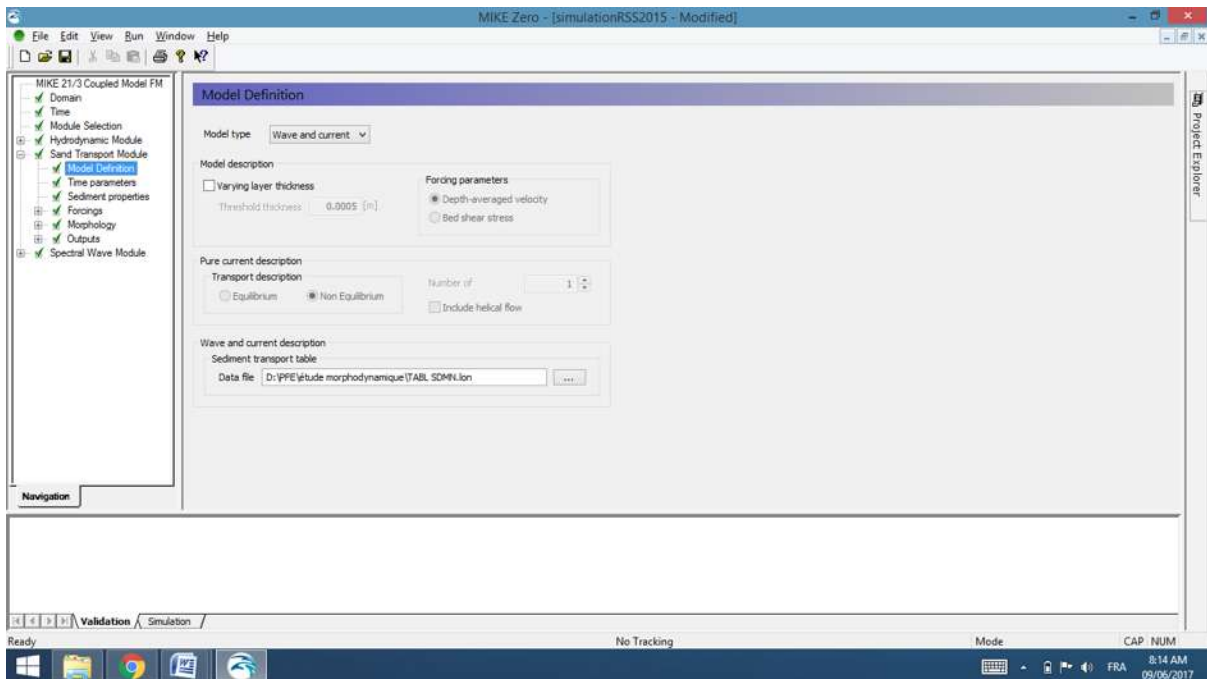 MIKE Zero - [simulationRSS2015 - Modified]
File Edit View Run Window Help
MIKE 21/3 Coupled Model FM
Domain
Time
Module Selection
Hydrodynamic Module
Sand Transport Module
Model Definition
Time parameters
Sediment properties
Forcings
Morphology
Outputs
Spectral Wave Module
Navigation
Model Definition
Model type Wave and current
Model description
Varying layer thickness
Threshold thickness 0.0005 [m]
Forcing parameters
Depth-averaged velocity
Bed shear stress
Pure current description
Transport description
Equilibrium Non Equilibrium
Number of 1
Include helical flow
Wave and current description
Sediment transport table
Data file D:\PFE\étude morphodynamique\TABL SDMN.lon ...
Project Explorer
Validation Simulation
Ready No Tracking Mode CAP NUM
FRA 8:14 AM
09/06/2017